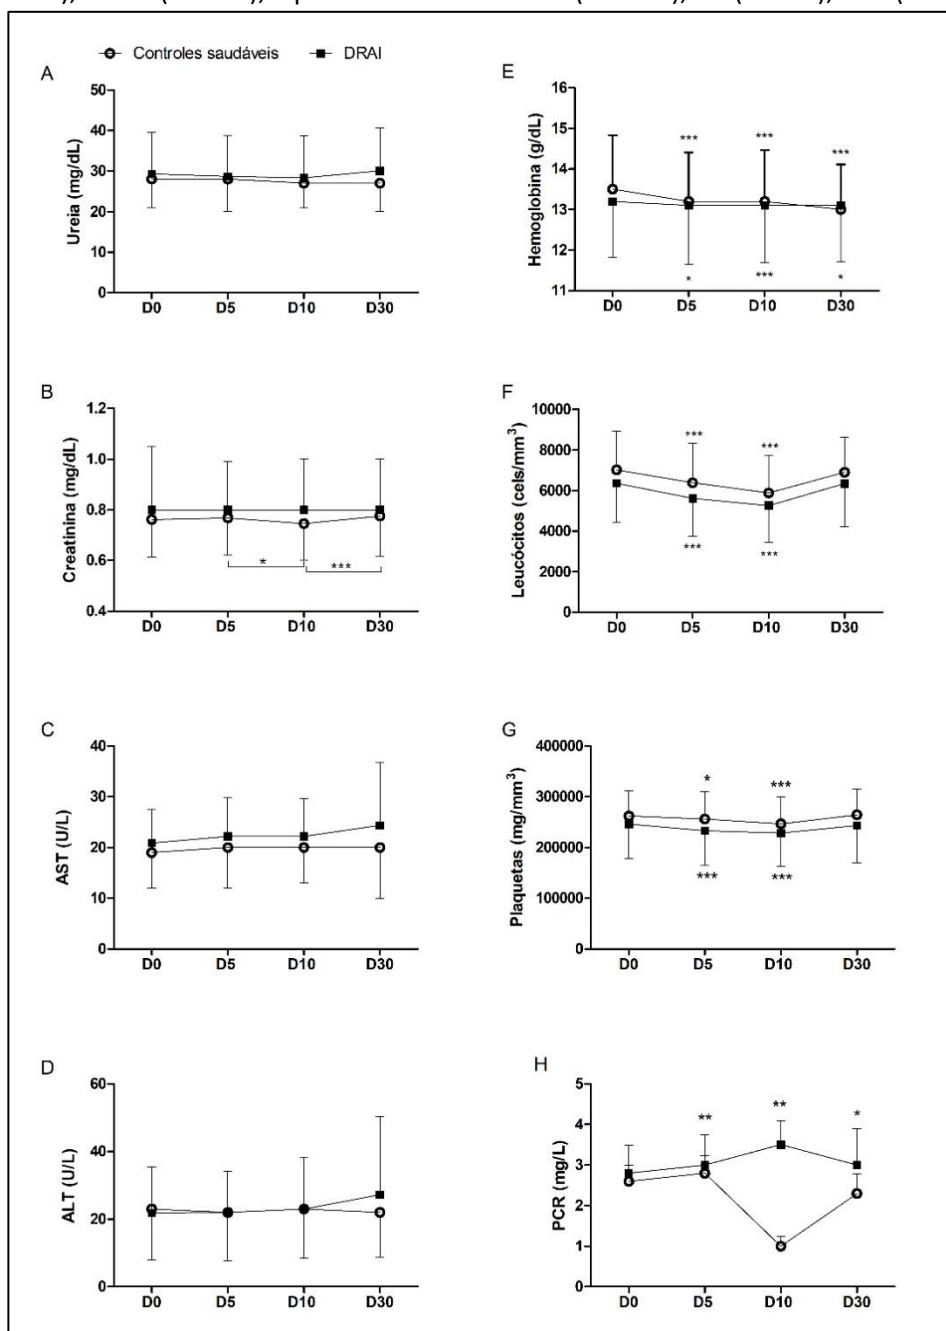 Controles saudáveis
DRAI
A
Ureia (mg/dL)
50
40
30
20
10
0
D0 D5 D10 D30
B
Creatinina (mg/dL)
1.2
1.0
0.8
0.6
0.4
* ***
D0 D5 D10 D30
C
AST (U/L)
40
30
20
10
0
D0 D5 D10 D30
D
ALT (U/L)
60
40
20
0
D0 D5 D10 D30
E
Hemoglobina (g/dL)
16
15
14
13
12
11
*** *** ***
* *** *
D0 D5 D10 D30
F
Leucócitos (cels/mm³)
10000
8000
6000
4000
2000
0
*** ***
*** ***
D0 D5 D10 D30
G
Plaquetas (mg/mm³)
400000
300000
200000
100000
0
* ***
*** ***
D0 D5 D10 D30
H
PCR (mg/L)
5
4
3
2
1
0
** ** *
D0 D5 D10 D30